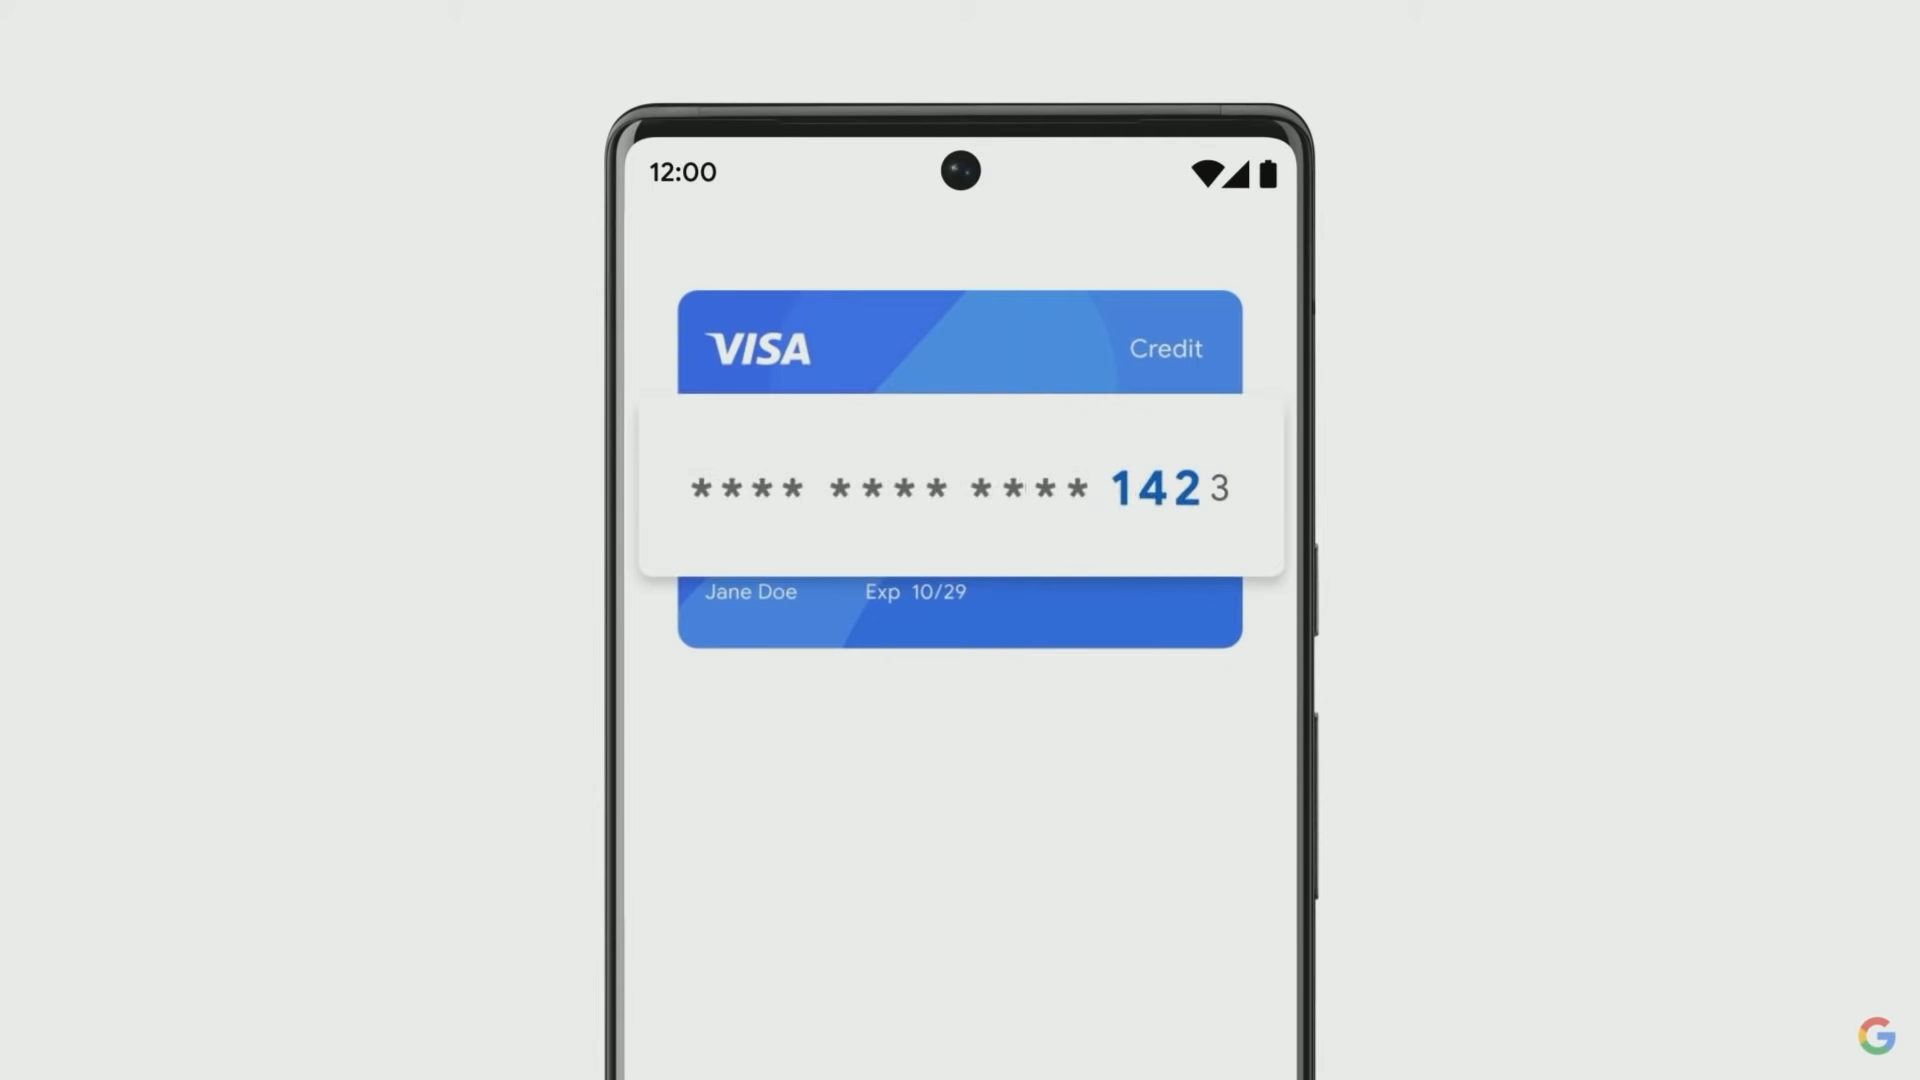 12:00
VISA
Credit
**** **** **** 1423
Jane Doe Exp 10/29
G